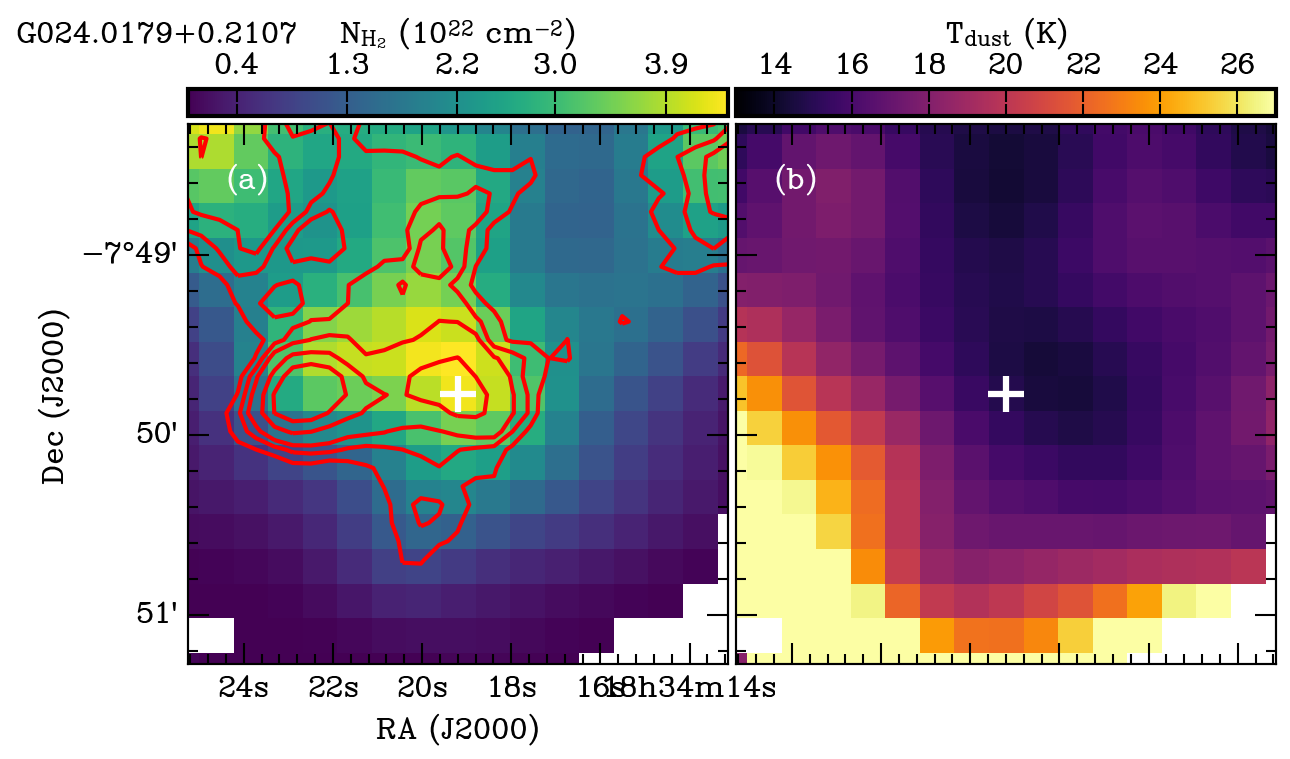 G024.0179+0.2107 N_H₂ (10²² cm⁻²) T_dust (K)
0.4 1.3 2.2 3.0 3.9 14 16 18 20 22 24 26
(a) (b)
−7°49'
50'
51'
Dec (J2000)
24s 22s 20s 18s 16s 18h34m14s
RA (J2000)